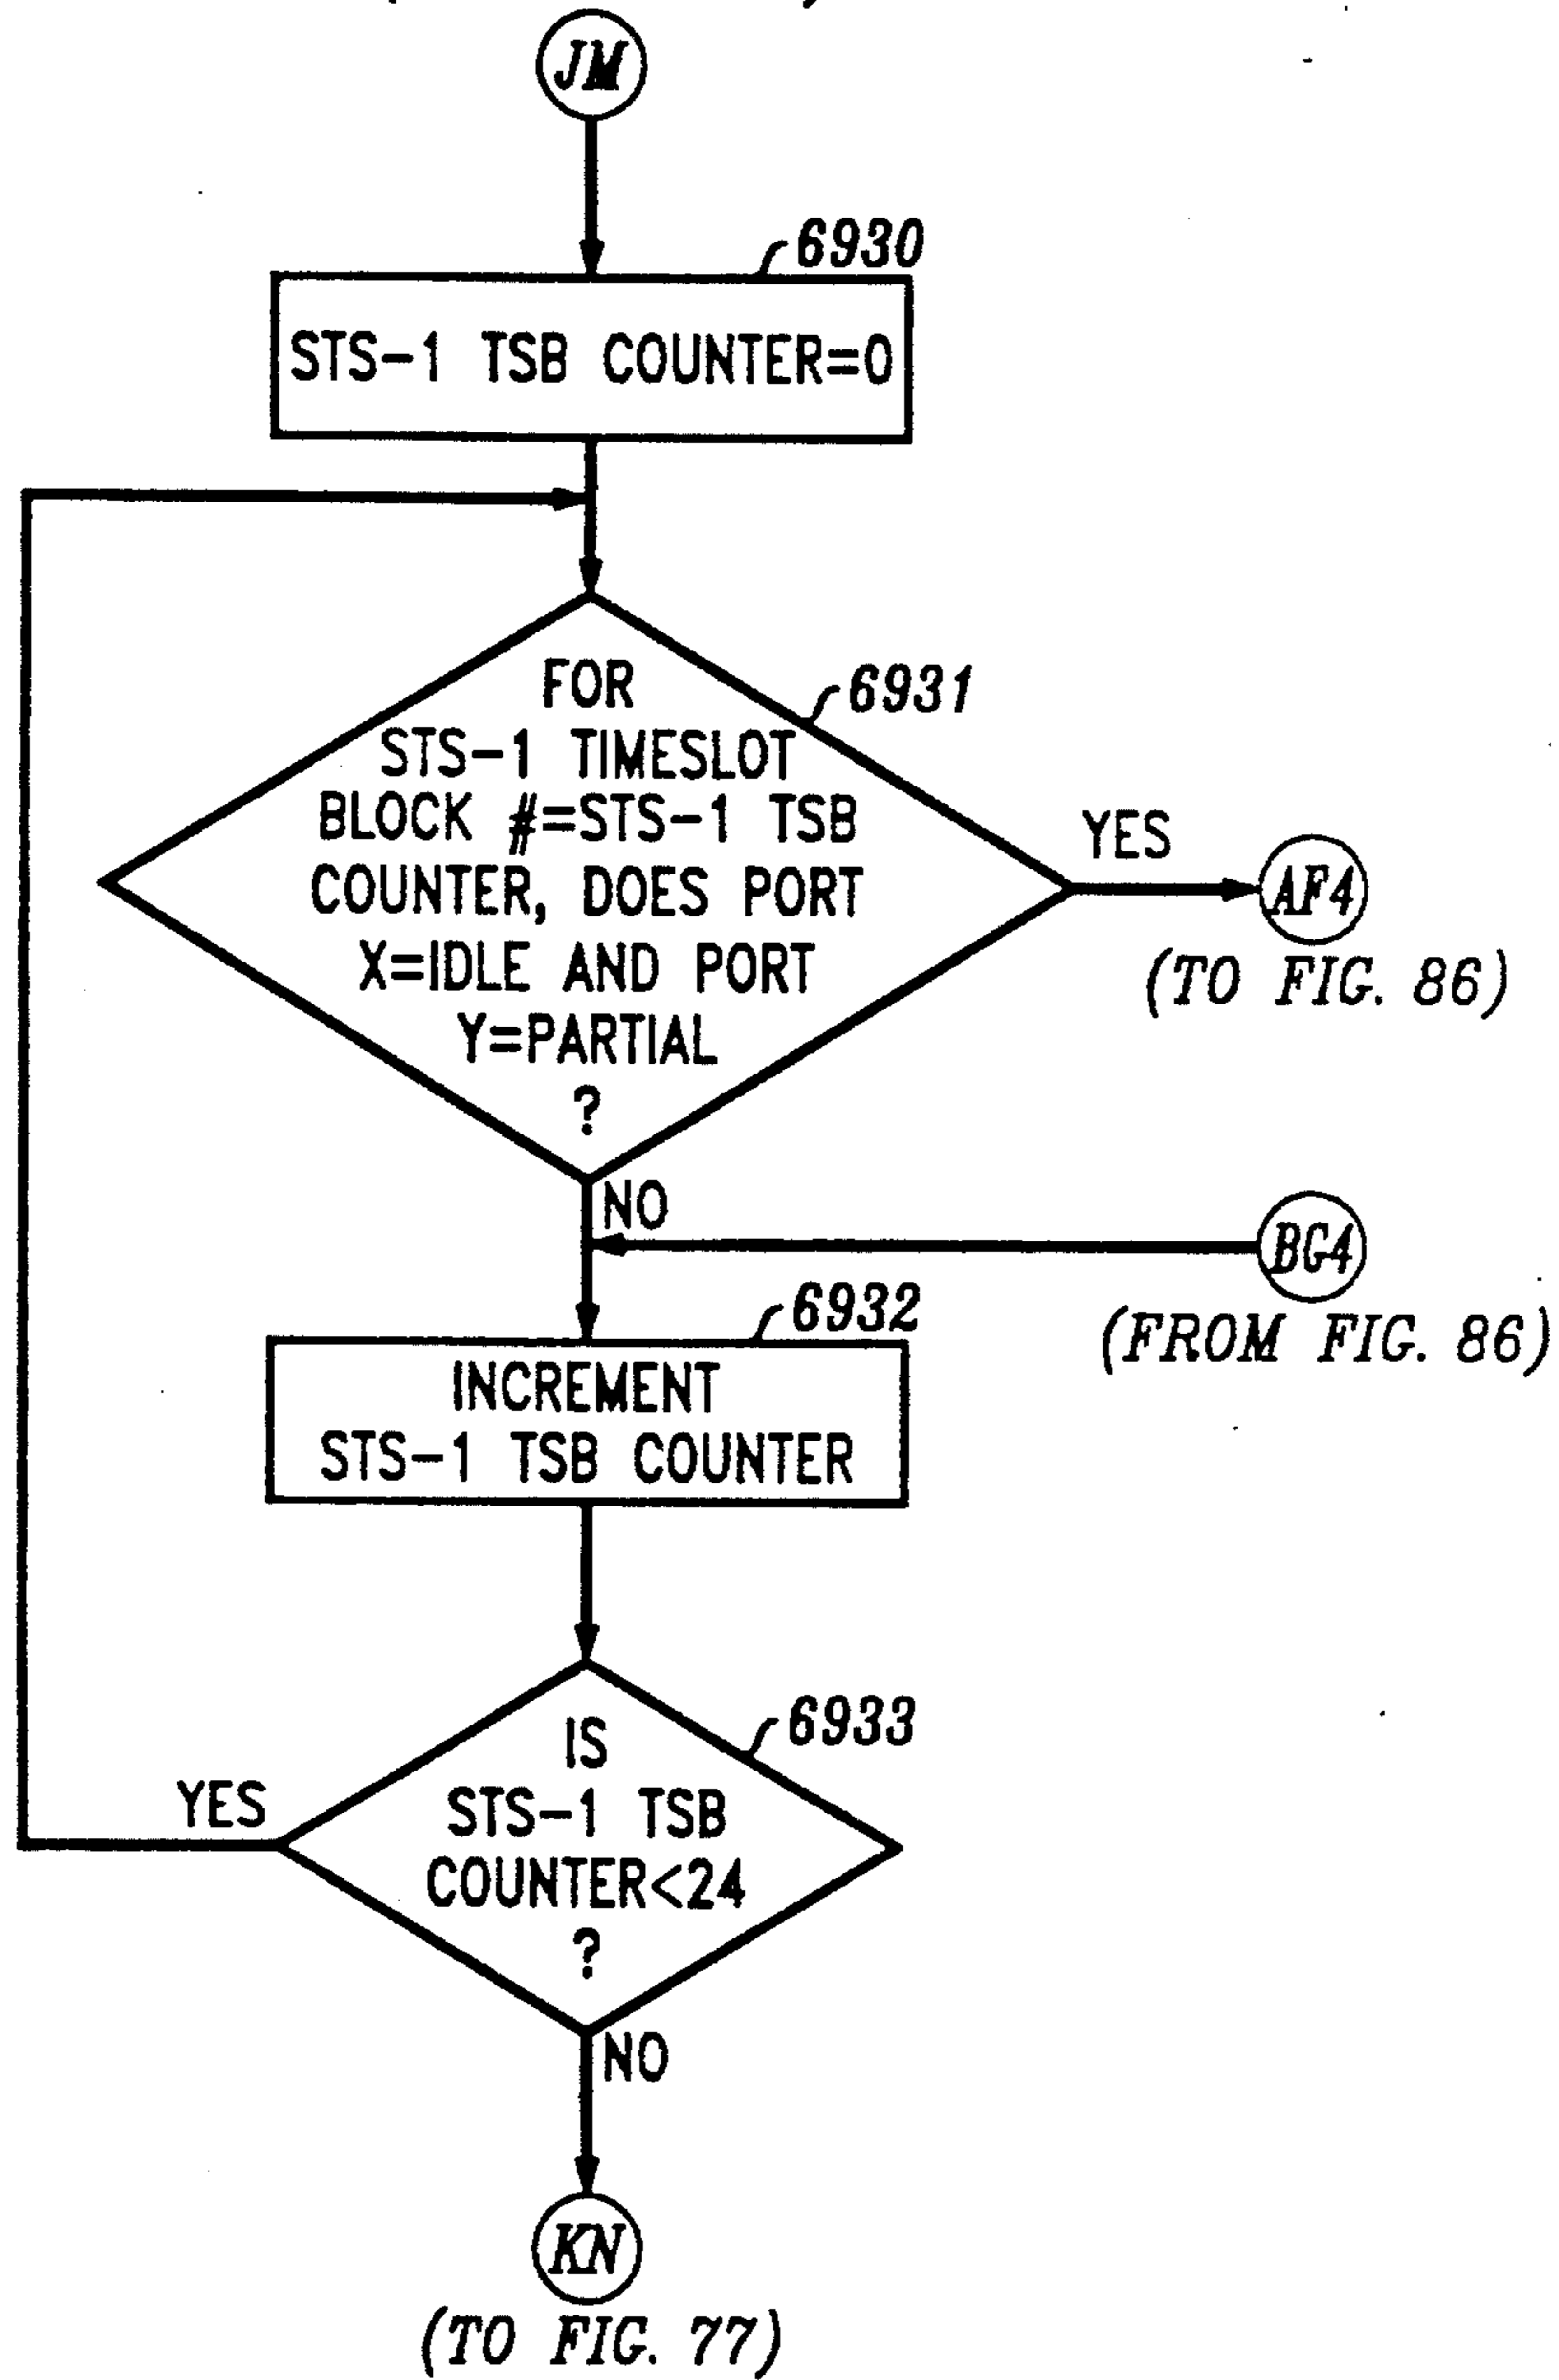 JM
6930
STS-1 TSB COUNTER=0
FOR
6931
STS-1 TIMESLOT
BLOCK #=STS-1 TSB
COUNTER, DOES PORT
X=IDLE AND PORT
Y=PARTIAL
?
YES
AF4
(TO FIG. 86)
NO
BG4
(FROM FIG. 86)
6932
INCREMENT
STS-1 TSB COUNTER
6933
IS
STS-1 TSB
COUNTER<24
?
YES
NO
KN
(TO FIG. 77)